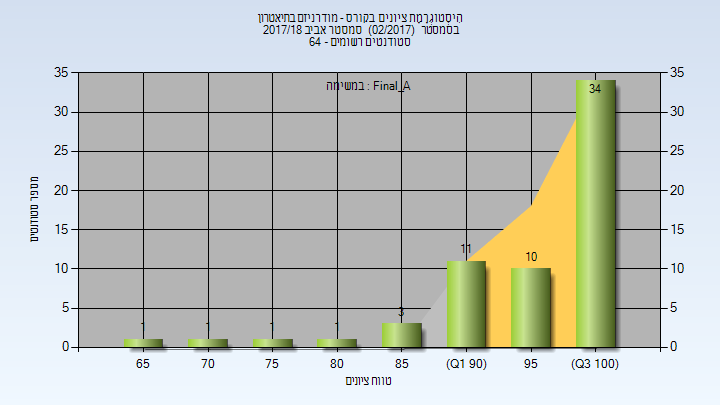 הִיסְטוֹגְרָמַת ציונים בקורס - מודרניזם בתיאטרון
בסמסטר (02/2017) סמסטר אביב 2017/18
סטודנטים רשומים - 64
במשימה : Final_A
35 35
34
30 30
25 25
20 20
15 15
11
10
10 10
5 5
3
1 1 1 1
0 0
65 70 75 80 85 (Q1 90) 95 (Q3 100)
מספר סטודנטים
טווח ציונים